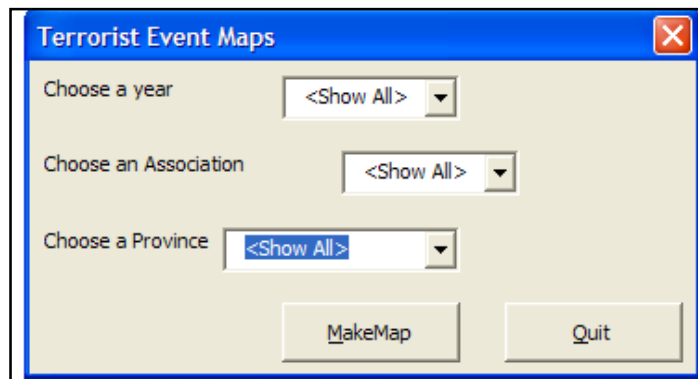 Terrorist Event Maps
Choose a year <Show All>
Choose an Association <Show All>
Choose a Province <Show All>
MakeMap Quit